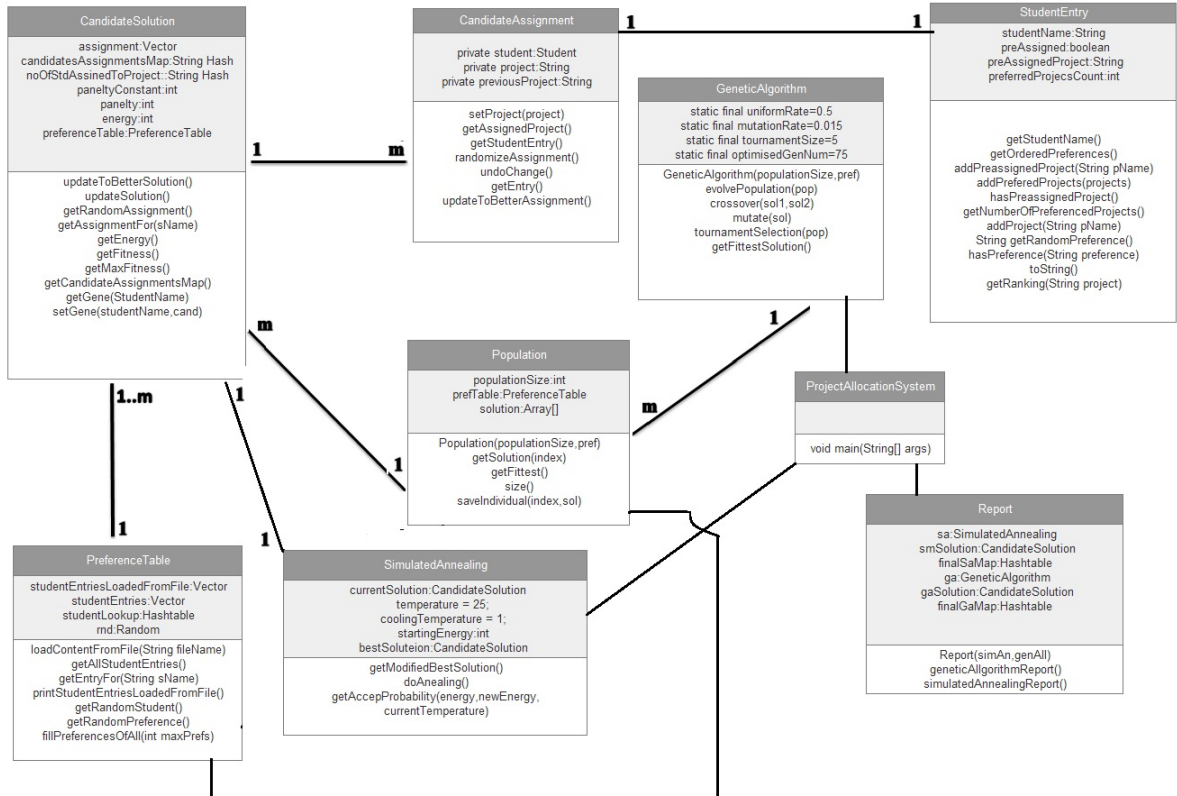 CandidateSolution
assignment:Vector
candidatesAssignmentsMap:String Hash
noOfStdAssinedToProject::String Hash
paneltyConstant:int
panelty:int
energy:int
preferenceTable:PreferenceTable
updateToBetterSolution()
updateSolution()
getRandomAssignment()
getAssignmentFor(sName)
getEnergy()
getFitness()
getMaxFitness()
getCandidateAssignmentsMap()
getGene(StudentName)
setGene(studentName,cand)
1
m
CandidateAssignment
private student:Student
private project:String
private previousProject:String
setProject(project)
getAssignedProject()
getStudentEntry()
randomizeAssignment()
undoChange()
getEntry()
updateToBetterAssignment()
1
1
StudentEntry
studentName:String
preAssigned:boolean
preAssignedProject:String
preferredProjecsCount:int
getStudentName()
getOrderedPreferences()
addPreassignedProject(String pName)
addPreferedProjects(projects)
hasPreassignedProject()
getNumberOfPreferencedProjects()
addProject(String pName)
String getRandomPreference()
hasPreference(String preference)
toString()
getRanking(String project)
GeneticAlgorithm
static final uniformRate=0.5
static final mutationRate=0.015
static final tournamentSize=5
static final optimisedGenNum=75
GeneticAlgorithm(populationSize,pref)
evolvePopulation(pop)
crossover(sol1,sol2)
mutate(sol)
tournamentSelection(pop)
getFittestSolution()
m
1
1
m
Population
populationSize:int
prefTable:PreferenceTable
solution:Array[]
Population(populationSize,pref)
getSolution(index)
getFittest()
size()
saveIndividual(index,sol)
ProjectAllocationSystem
void main(String[] args)
1..m
1
1
1
PreferenceTable
studentEntriesLoadedFromFile:Vector
studentEntries:Vector
studentLookup:Hashtable
rnd:Random
loadContentFromFile(String fileName)
getAllStudentEntries()
getEntryFor(String sName)
printStudentEntriesLoadedFromFile()
getRandomStudent()
getRandomPreference()
fillPreferencesOfAll(int maxPrefs)
SimulatedAnnealing
currentSolution:CandidateSolution
temperature = 25;
coolingTemperature = 1;
startingEnergy:int
bestSoluteion:CandidateSolution
getModifiedBestSolution()
doAnealing()
getAccepProbability(energy,newEnergy,
currentTemperature)
Report
sa:SimulatedAnnealing
smSolution:CandidateSolution
finalSaMap:Hashtable
ga:GeneticAlgorithm
gaSolution:CandidateSolution
finalGaMap:Hashtable
Report(simAn,genAll)
geneticAllgorithmReport()
simulatedAnnealingReport()